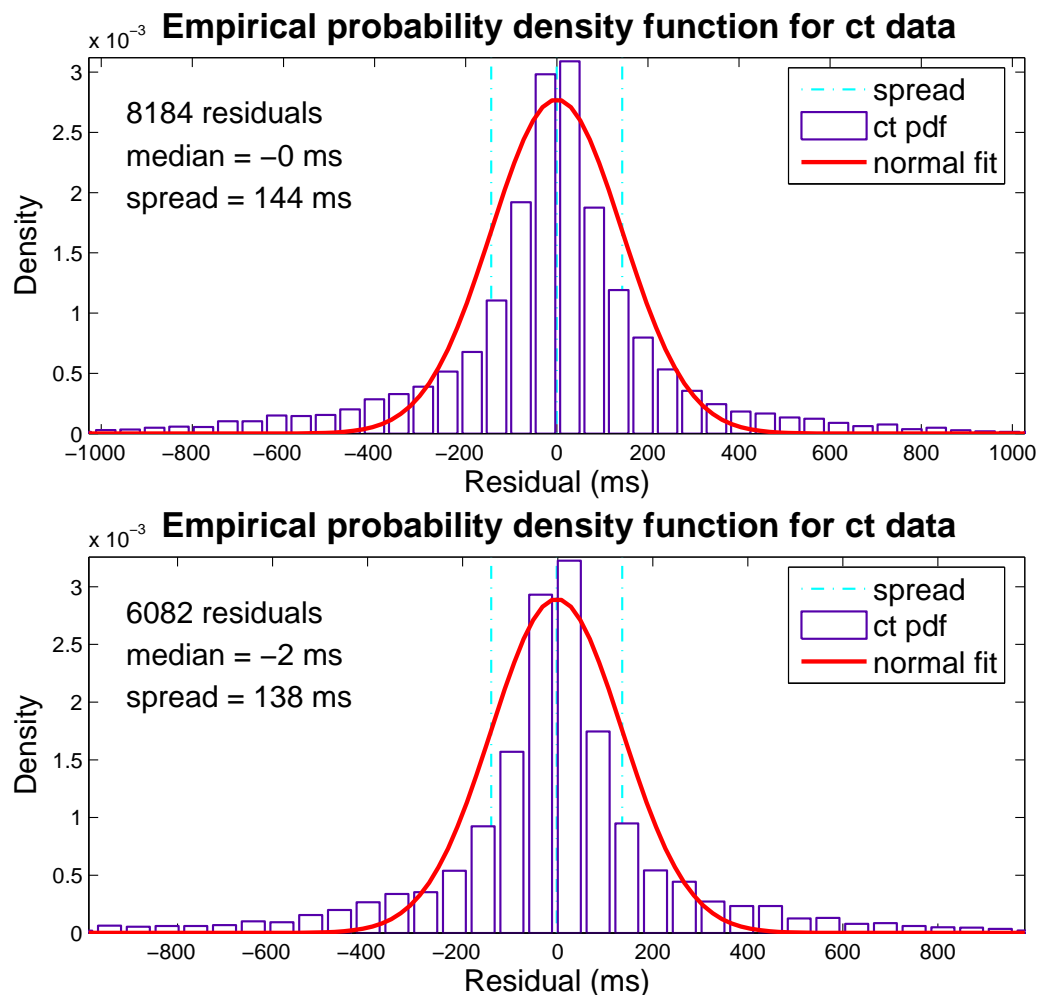 x 10−3
Empirical probability density function for ct data
3
2.5
2
1.5
1
0.5
0
Density
8184 residuals
median = −0 ms
spread = 144 ms
spread
ct pdf
normal fit
−1000 −800 −600 −400 −200 0 200 400 600 800 1000
Residual (ms)
x 10−3
Empirical probability density function for ct data
3
2.5
2
1.5
1
0.5
0
Density
6082 residuals
median = −2 ms
spread = 138 ms
spread
ct pdf
normal fit
−800 −600 −400 −200 0 200 400 600 800
Residual (ms)